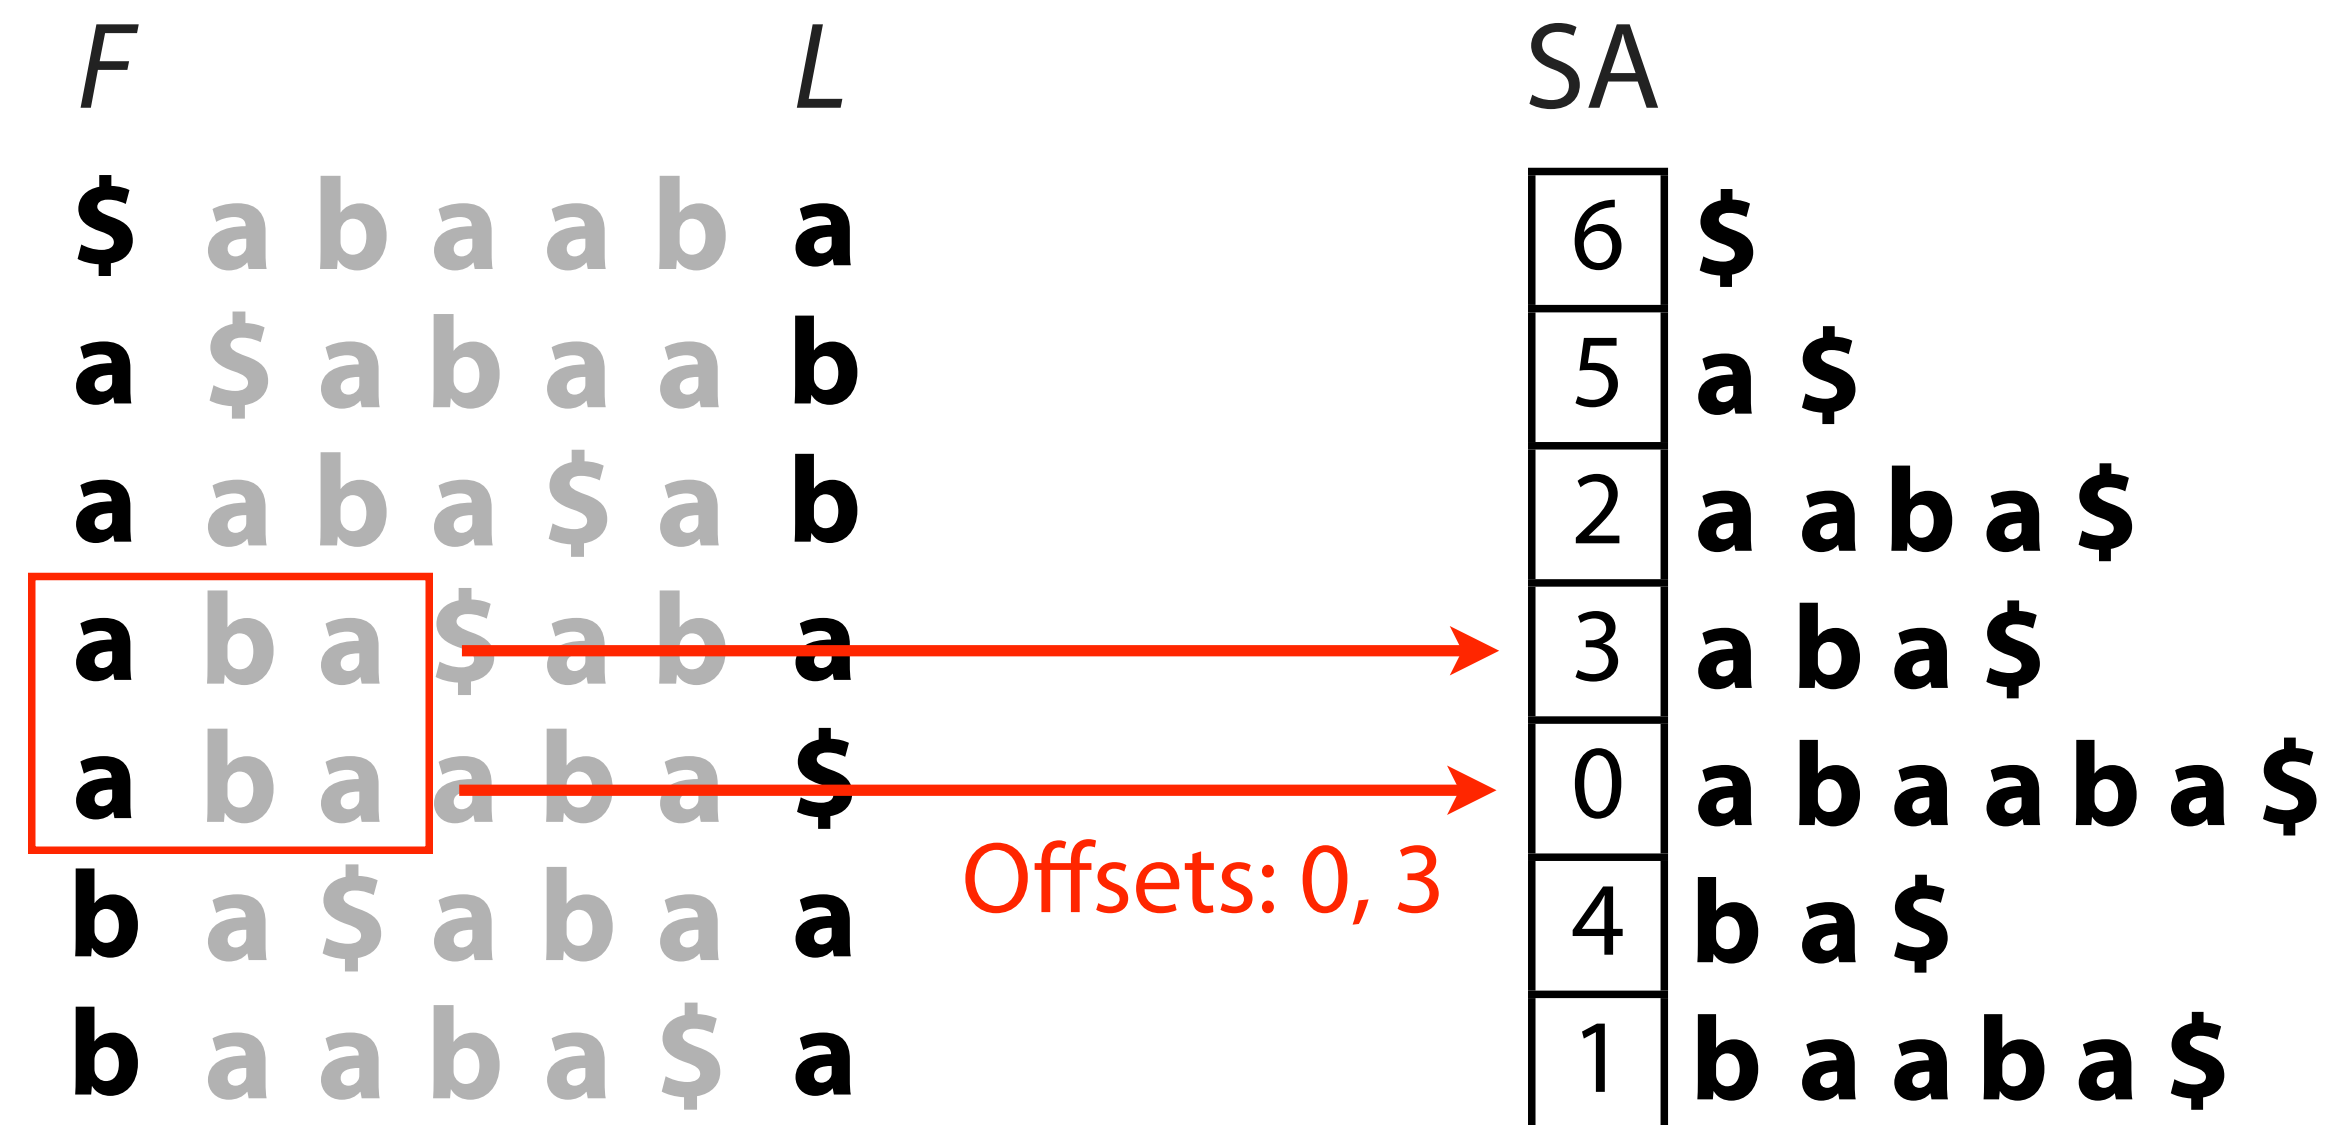 F L SA
$ a b a a b a 6 $
a $ a b a a b 5 a $
a a b a $ a b 2 a a b a $
a b a $ a b a 3 a b a $
a b a a b a $ 0 a b a a b a $
Offsets: 0, 3
b a $ a b a a 4 b a $
b a a b a $ a 1 b a a b a $